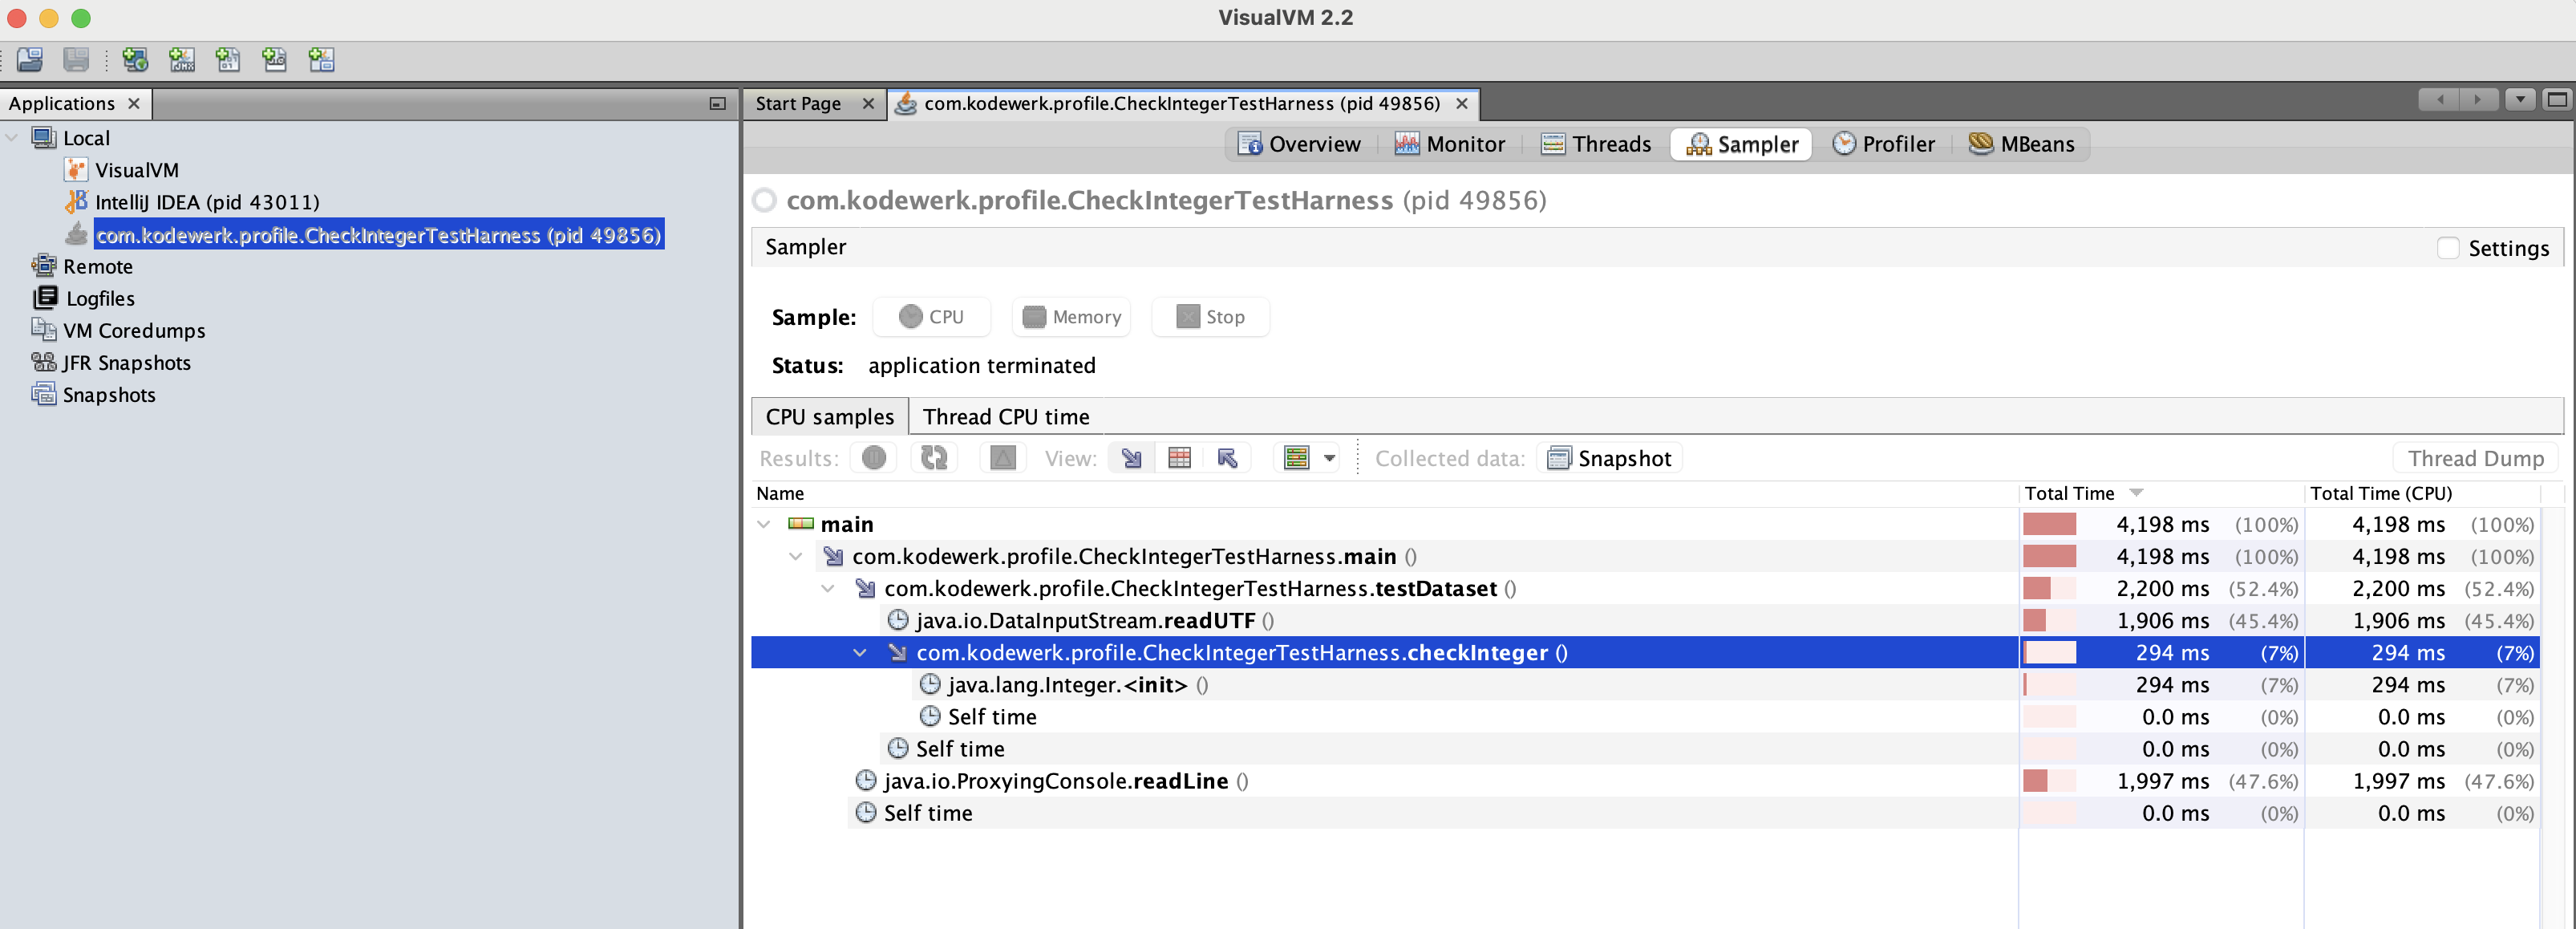 VisualVM 2.2
Applications
Local
VisualVM
IntelliJ IDEA (pid 43011)
com.kodewerk.profile.CheckIntegerTestHarness (pid 49856)
Remote
Logfiles
VM Coredumps
JFR Snapshots
Snapshots
Start Page com.kodewerk.profile.CheckIntegerTestHarness (pid 49856)
Overview Monitor Threads Sampler Profiler MBeans
com.kodewerk.profile.CheckIntegerTestHarness (pid 49856)
Sampler Settings
Sample: CPU Memory Stop
Status: application terminated
CPU samples Thread CPU time
Results: View: Collected data: Snapshot Thread Dump
Name Total Time Total Time (CPU)
main 4,198 ms (100%) 4,198 ms (100%)
com.kodewerk.profile.CheckIntegerTestHarness.main () 4,198 ms (100%) 4,198 ms (100%)
com.kodewerk.profile.CheckIntegerTestHarness.testDataset () 2,200 ms (52.4%) 2,200 ms (52.4%)
java.io.DataInputStream.readUTF () 1,906 ms (45.4%) 1,906 ms (45.4%)
com.kodewerk.profile.CheckIntegerTestHarness.checkInteger () 294 ms (7%) 294 ms (7%)
java.lang.Integer.<init> () 294 ms (7%) 294 ms (7%)
Self time 0.0 ms (0%) 0.0 ms (0%)
Self time 0.0 ms (0%) 0.0 ms (0%)
java.io.ProxyingConsole.readLine () 1,997 ms (47.6%) 1,997 ms (47.6%)
Self time 0.0 ms (0%) 0.0 ms (0%)